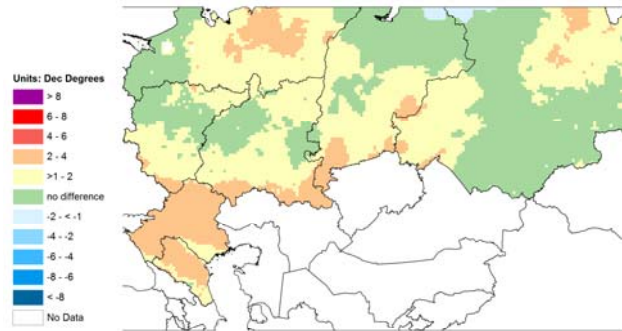 Units: Dec Degrees
> 8
6 - 8
4 - 6
2 - 4
>1 - 2
no difference
-2 - < -1
-4 - -2
-6 - -4
-8 - -6
< -8
No Data